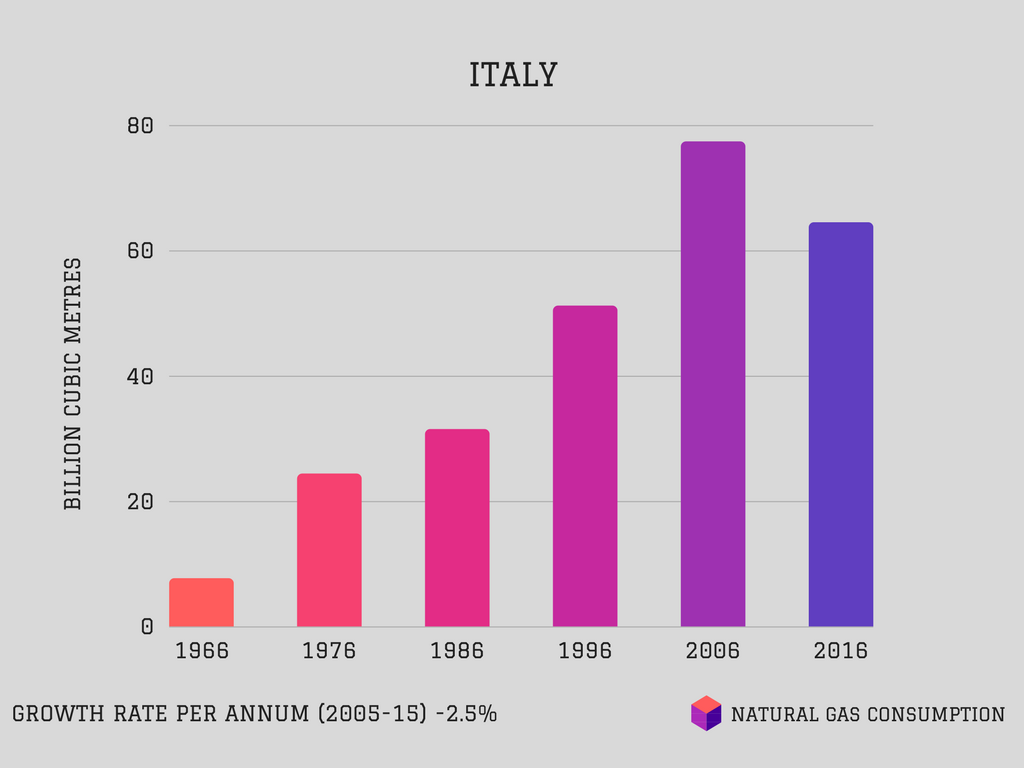 ITALY
80
60
40
20
0
BILLION CUBIC METRES
1966 1976 1986 1996 2006 2016
GROWTH RATE PER ANNUM (2005-15) -2.5%
NATURAL GAS CONSUMPTION